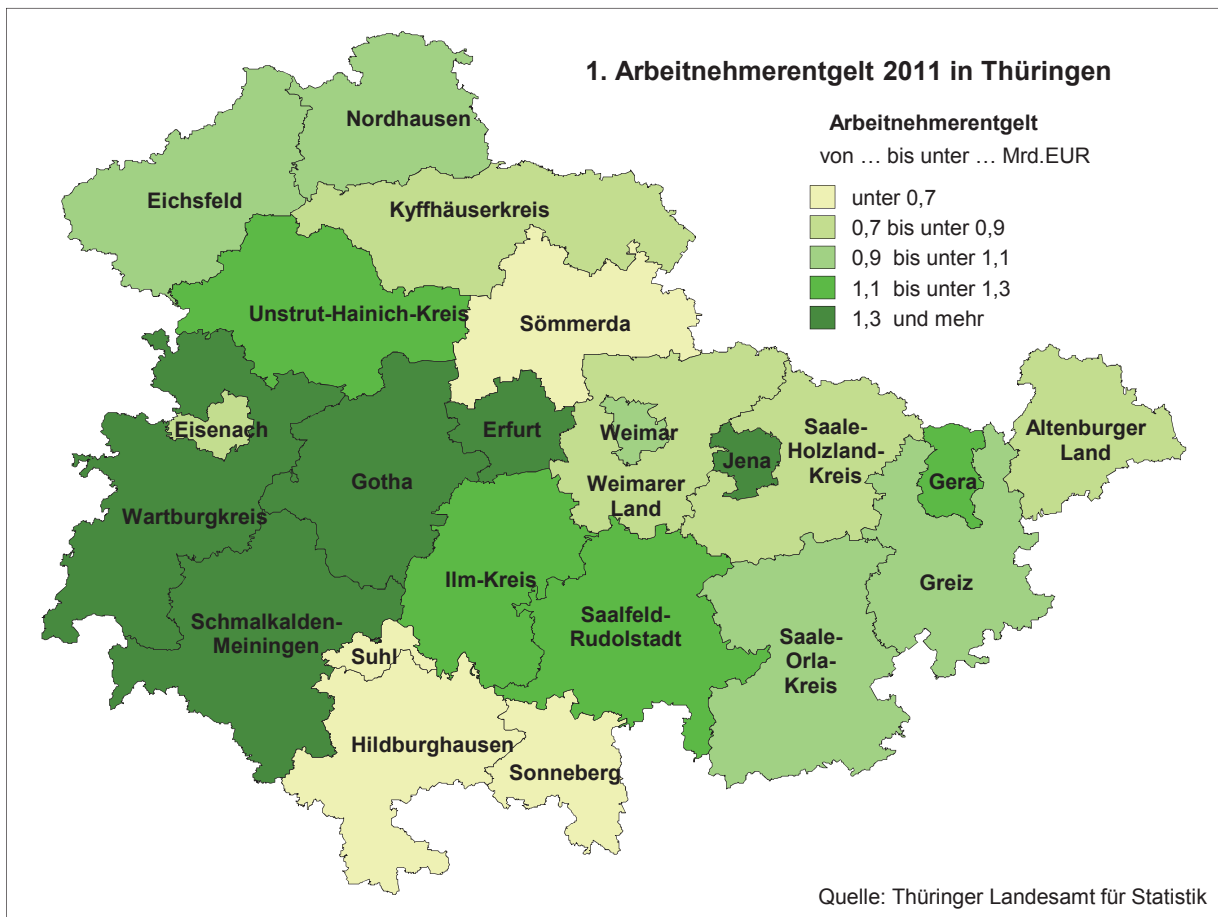 1. Arbeitnehmerentgelt 2011 in Thüringen
Arbeitnehmerentgelt
von ... bis unter ... Mrd.EUR
unter 0,7
0,7 bis unter 0,9
0,9 bis unter 1,1
1,1 bis unter 1,3
1,3 und mehr
Nordhausen
Eichsfeld
Kyffhäuserkreis
Unstrut-Hainich-Kreis
Sömmerda
Eisenach
Erfurt
Weimar
Saale-
Holzland-
Kreis
Altenburger
Land
Jena
Gotha
Gera
Weimarer
Land
Wartburgkreis
Ilm-Kreis
Greiz
Schmalkalden-
Meiningen
Saalfeld-
Rudolstadt
Saale-
Orla-
Kreis
Suhl
Hildburghausen
Sonneberg
Quelle: Thüringer Landesamt für Statistik